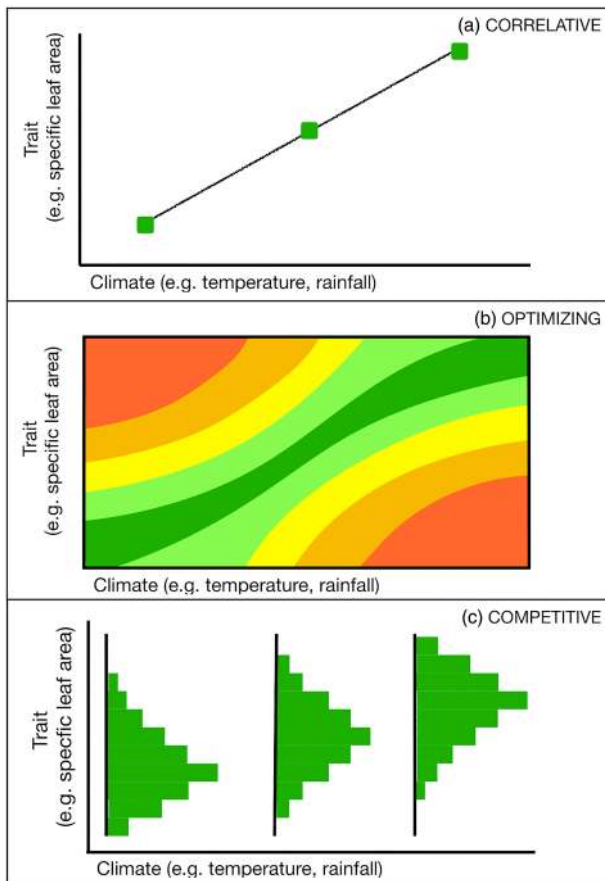 (a) CORRELATIVE
Trait
(e.g. specific leaf area)
Climate (e.g. temperature, rainfall)
(b) OPTIMIZING
Trait
(e.g. specific leaf area)
Climate (e.g. temperature, rainfall)
(c) COMPETITIVE
Trait
(e.g. specfic leaf area)
Climate (e.g. temperature, rainfall)